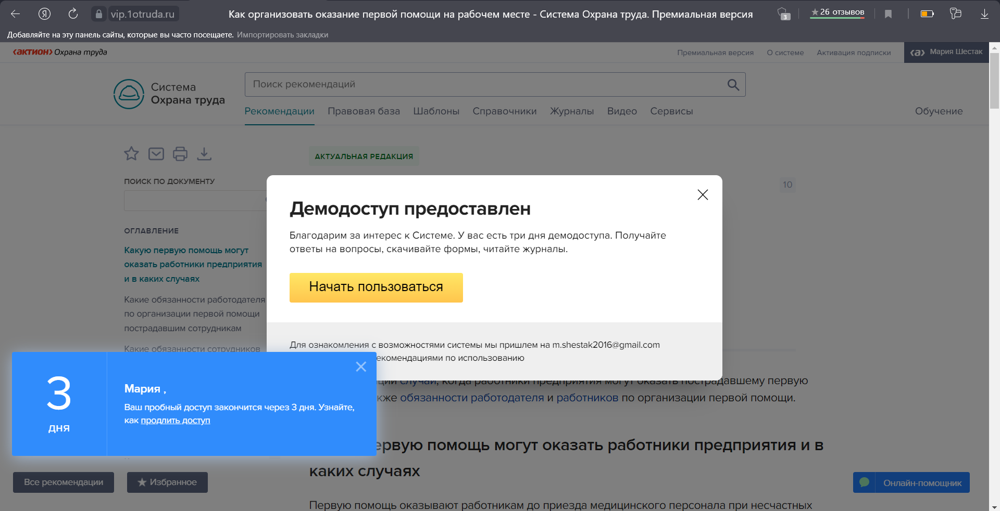 vip.1otruda.ru
Как организовать оказание первой помощи на рабочем месте - Система Охрана труда. Премиальная версия
3
★26 отзывов
Добавляйте на эту панель сайты, которые вы часто посещаете. Импортировать закладки
‹актион› Охрана труда
Премиальная версия
О системе
Активация подписки
‹а› Мария Шестак
Система
Охрана труда
Поиск рекомендаций
Рекомендации
Правовая база
Шаблоны
Справочники
Журналы
Видео
Сервисы
Обучение
АКТУАЛЬНАЯ РЕДАКЦИЯ
ПОИСК ПО ДОКУМЕНТУ
10
ОГЛАВЛЕНИЕ
Какую первую помощь могут
оказать работники предприятия
и в каких случаях
Какие обязанности работодателя
по организации первой помощи
пострадавшим сотрудникам
Какие обязанности сотрудников
Демодоступ предоставлен
Благодарим за интерес к Системе. У вас есть три дня демодоступа. Получайте
ответы на вопросы, скачивайте формы, читайте журналы.
Начать пользоваться
Для ознакомления с возможностями системы мы пришлем на m.shestak2016@gmail.com
екомендациями по использованию
3
дня
Мария ,
Ваш пробный доступ закончится через 3 дня. Узнайте,
как продлить доступ
ции случаи, когда работники предприятия могут оказать пострадавшему первую
кже обязанности работодателя и работников по организации первой помощи.
ервую помощь могут оказать работники предприятия и в
каких случаях
Первую помощь оказывают работникам до приезда медицинского персонала при несчастных
Все рекомендации
★ Избранное
Онлайн-помощник